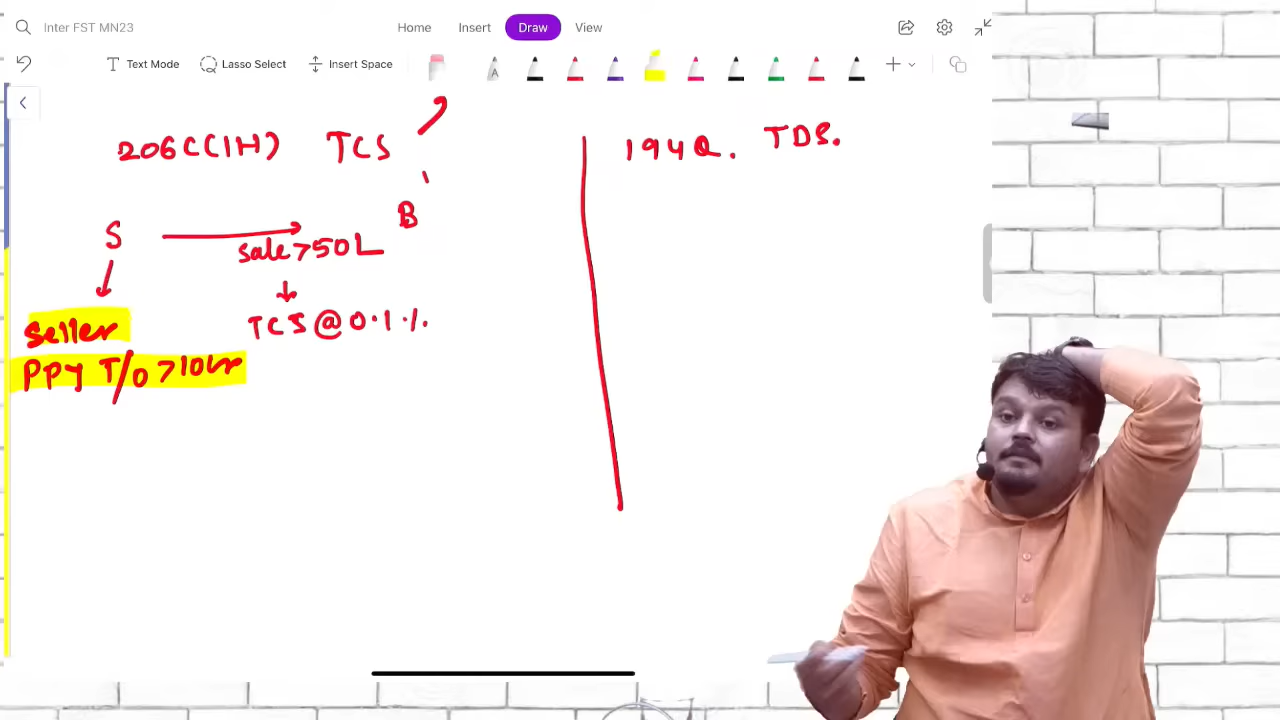 Inter FST MN23
Home Insert Draw View
Text Mode Lasso Select Insert Space
206C(1H) TCS
194Q. TDS.
S B
Sale>50L
TCS@0.1%.
Seller
PPY T/O >10Cr